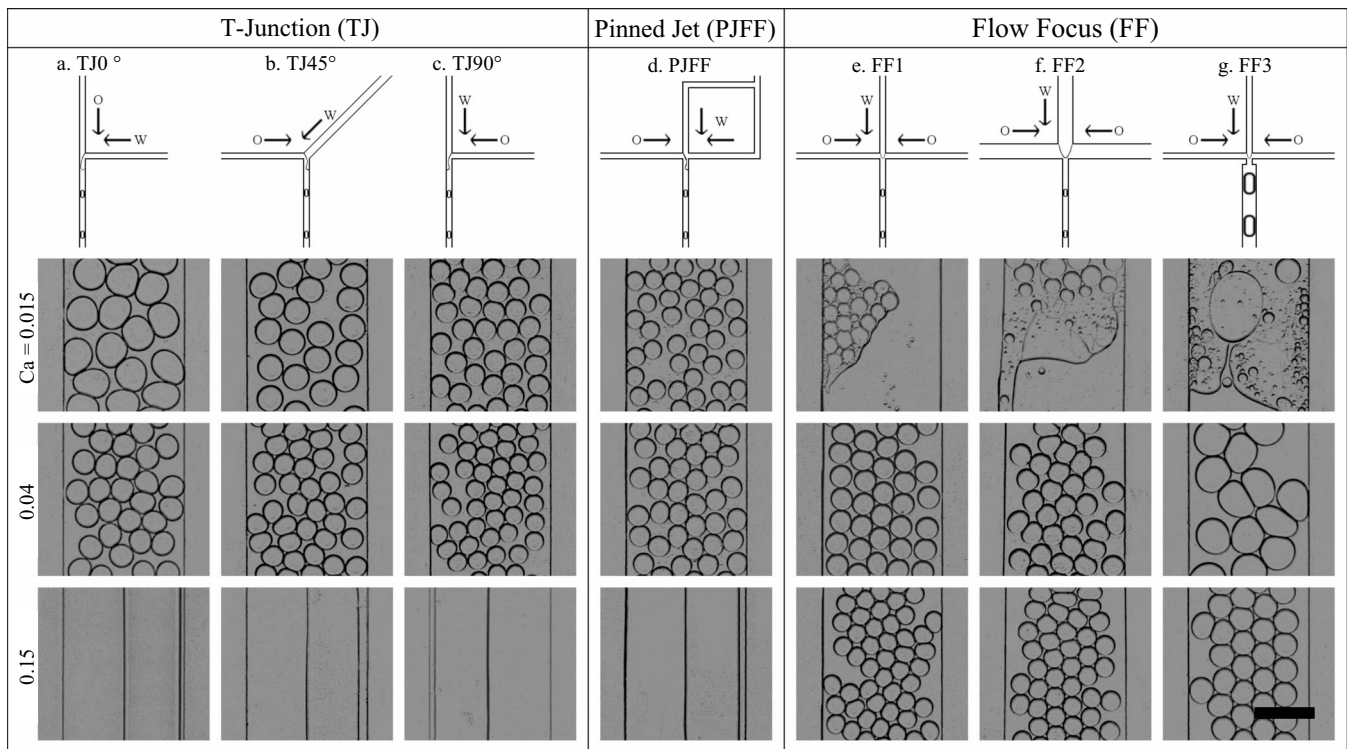 T-Junction (TJ) Pinned Jet (PJFF) Flow Focus (FF)
a. TJ0 ° b. TJ45° c. TJ90° d. PJFF e. FF1 f. FF2 g. FF3
O
W
W
O
W
O
W
O
W
O
O
W
O
O
W
O
O
Ca = 0.015
0.04
0.15